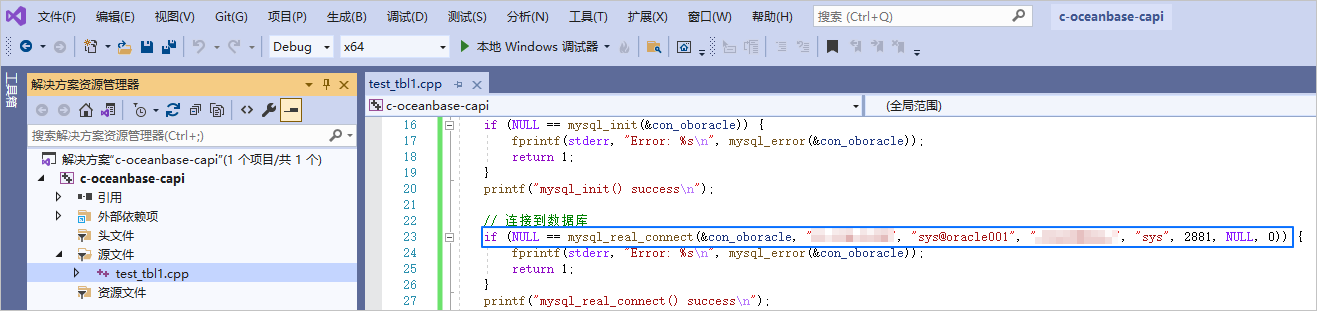 文件(F) 编辑(E) 视图(V) Git(G) 项目(P) 生成(B) 调试(D) 测试(S) 分析(N) 工具(T) 扩展(X) 窗口(W) 帮助(H) 搜索 (Ctrl+Q) c-oceanbase-capi
Debug x64 本地 Windows 调试器
工具箱
解决方案资源管理器
搜索解决方案资源管理器(Ctrl+;)
解决方案"c-oceanbase-capi"(1 个项目/共 1 个)
c-oceanbase-capi
引用
外部依赖项
头文件
源文件
test_tbl1.cpp
资源文件
test_tbl1.cpp
c-oceanbase-capi (全局范围)
16 if (NULL == mysql_init(&con_oboracle)) {
17 fprintf(stderr, "Error: %s\n", mysql_error(&con_oboracle));
18 return 1;
19 }
20 printf("mysql_init() success\n");
21
22 // 连接到数据库
23 if (NULL == mysql_real_connect(&con_oboracle, "", "sys@oracle001", "", "sys", 2881, NULL, 0)) {
24 fprintf(stderr, "Error: %s\n", mysql_error(&con_oboracle));
25 return 1;
26 }
27 printf("mysql_real_connect() success\n");